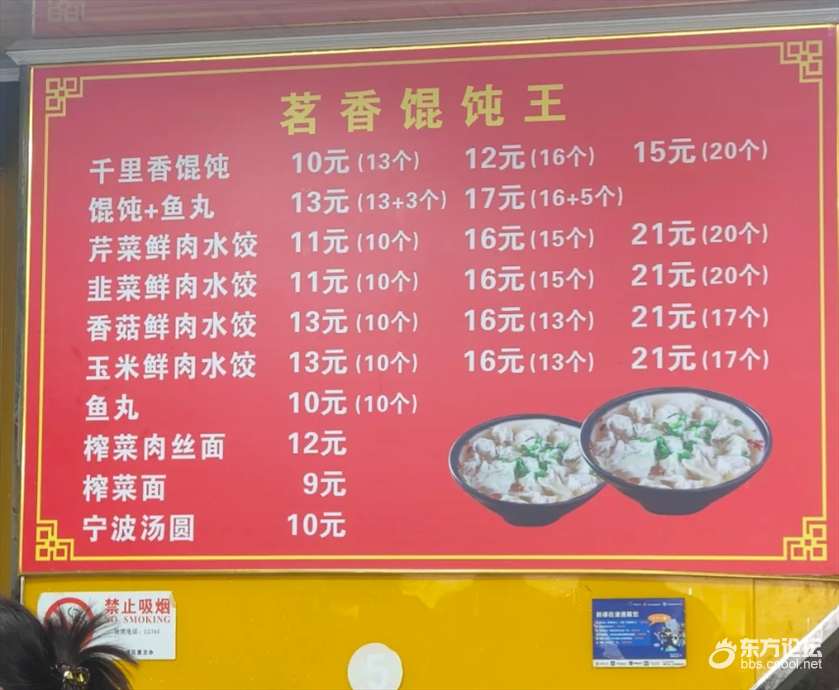 茗香馄饨王
千里香馄饨 10元(13个) 12元(16个) 15元(20个)
馄饨+鱼丸 13元(13+3个) 17元(16+5个)
芹菜鲜肉水饺 11元(10个) 16元(15个) 21元(20个)
韭菜鲜肉水饺 11元(10个) 16元(15个) 21元(20个)
香菇鲜肉水饺 13元(10个) 16元(13个) 21元(17个)
玉米鲜肉水饺 13元(10个) 16元(13个) 21元(17个)
鱼丸 10元(10个)
榨菜肉丝面 12元
榨菜面 9元
宁波汤圆 10元
禁止吸烟
NO SMOKING
5
东方论坛
bbs.cnool.net